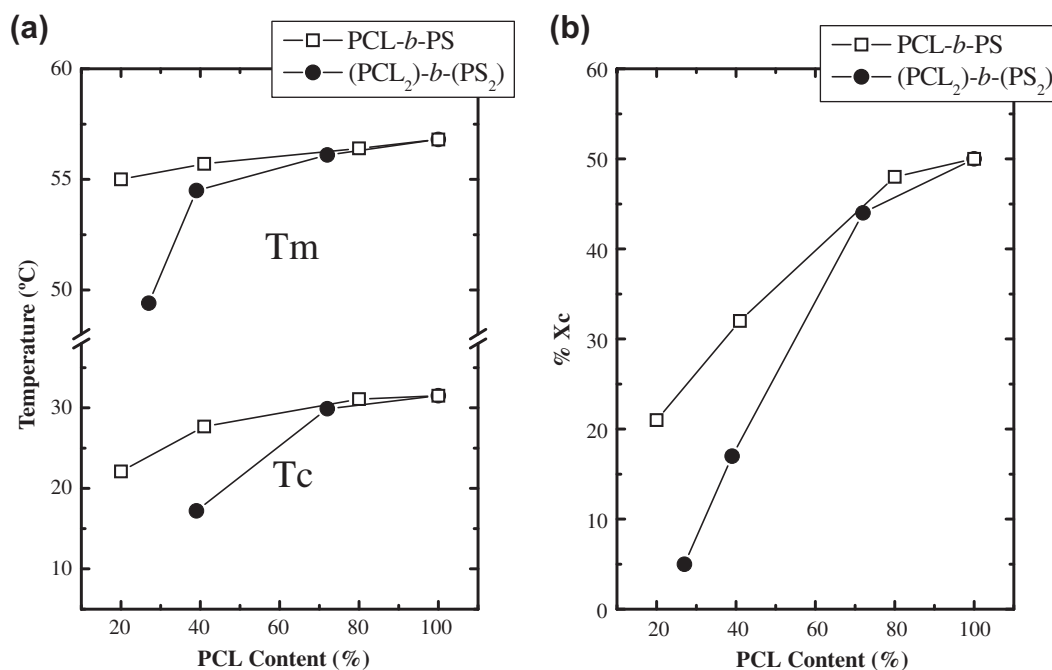 (a)
PCL-b-PS
(PCL2)-b-(PS2)
60
55
50
30
20
10
Temperature (ºC)
Tm
Tc
20 40 60 80 100
PCL Content (%)
(b)
PCL-b-PS
(PCL2)-b-(PS2)
60
50
40
30
20
10
0
% Xc
20 40 60 80 100
PCL Content (%)